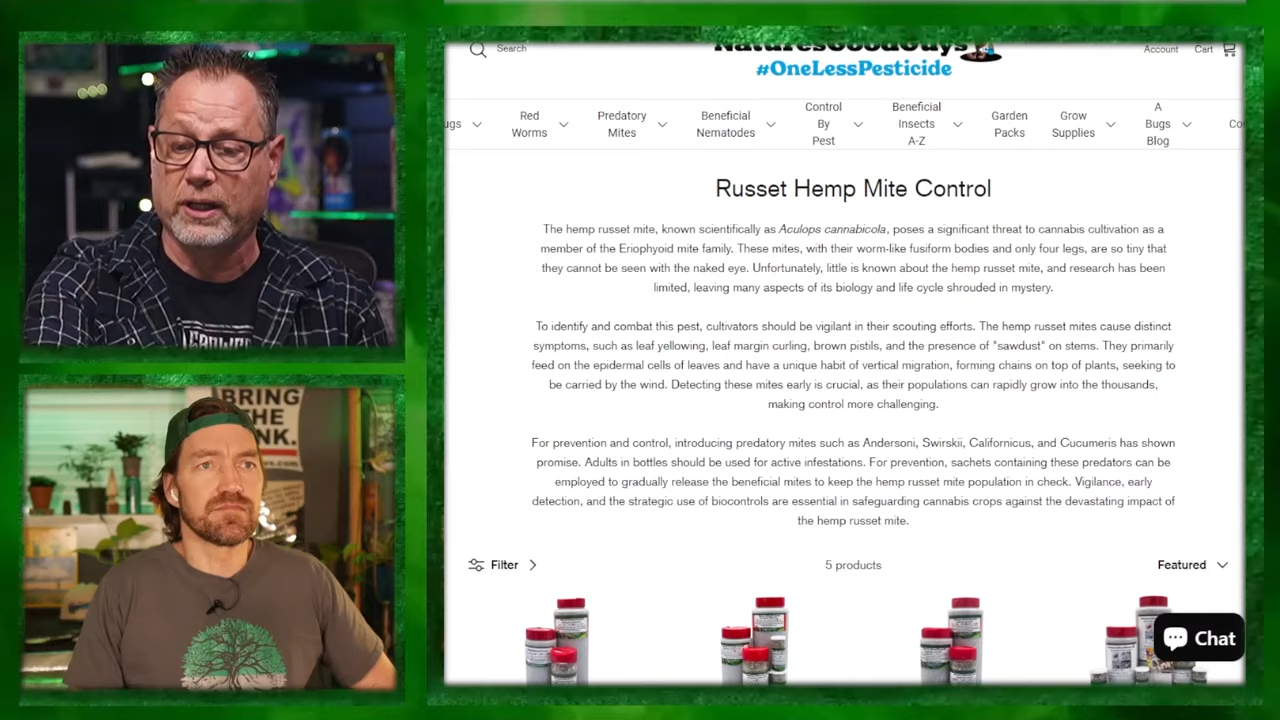 Search
NaturesGoodGuys
#OneLessPesticide
Account
Cart
ugs
Red
Worms
Predatory
Mites
Beneficial
Nematodes
Control
By
Pest
Beneficial
Insects
A-Z
Garden
Packs
Grow
Supplies
A
Bugs
Blog
Co
Russet Hemp Mite Control
The hemp russet mite, known scientifically as Aculops cannabicola, poses a significant threat to cannabis cultivation as a
member of the Eriophyoid mite family. These mites, with their worm-like fusiform bodies and only four legs, are so tiny that
they cannot be seen with the naked eye. Unfortunately, little is known about the hemp russet mite, and research has been
limited, leaving many aspects of its biology and life cycle shrouded in mystery.
To identify and combat this pest, cultivators should be vigilant in their scouting efforts. The hemp russet mites cause distinct
symptoms, such as leaf yellowing, leaf margin curling, brown pistils, and the presence of "sawdust" on stems. They primarily
feed on the epidermal cells of leaves and have a unique habit of vertical migration, forming chains on top of plants, seeking to
be carried by the wind. Detecting these mites early is crucial, as their populations can rapidly grow into the thousands,
making control more challenging.
For prevention and control, introducing predatory mites such as Andersoni, Swirskii, Californicus, and Cucumeris has shown
promise. Adults in bottles should be used for active infestations. For prevention, sachets containing these predators can be
employed to gradually release the beneficial mites to keep the hemp russet mite population in check. Vigilance, early
detection, and the strategic use of biocontrols are essential in safeguarding cannabis crops against the devastating impact of
the hemp russet mite.
Filter
5 products
Featured
Chat
BRING
THE